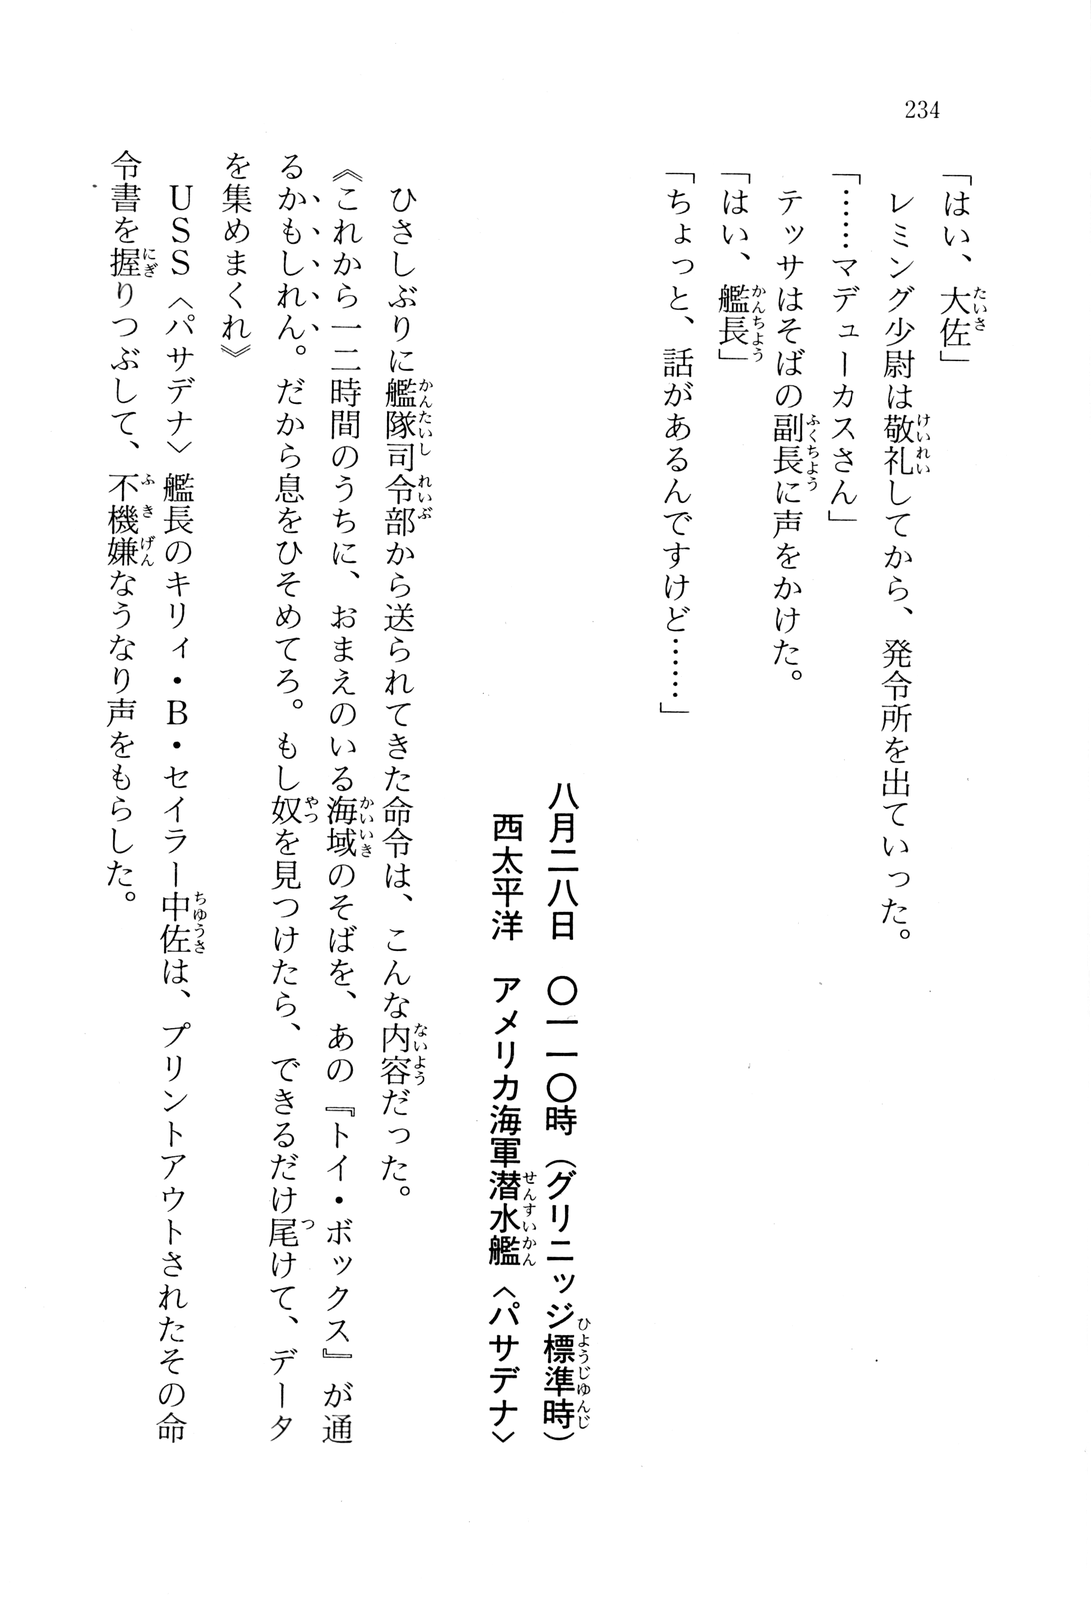 234
「はい、大佐」
レミング少尉は敬礼してから、発令所を出ていった。
「……マデューカスさん」
テッサはそばの副長に声をかけた。
「はい、艦長」
「ちょっと、話があるんですけど……」
八月二八日　〇一一〇時（グリニッジ標準時）
西太平洋　アメリカ海軍潜水艦〈パサデナ〉
ひさしぶりに艦隊司令部から送られてきた命令は、こんな内容だった。
《これから一二時間のうちに、おまえのいる海域のそばを、あの『トイ・ボックス』が通
るかもしれん。だから息をひそめてろ。もし奴を見つけたら、できるだけ尾けて、データ
を集めまくれ》
ＵＳＳ〈パサデナ〉艦長のキリィ・Ｂ・セイラー中佐は、プリントアウトされたその命
令書を握りつぶして、不機嫌なうなり声をもらした。